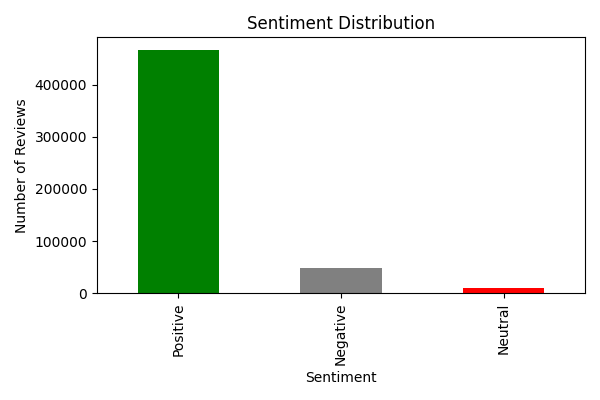 Sentiment Distribution
Number of Reviews
400000
300000
200000
100000
0
Positive
Negative
Neutral
Sentiment